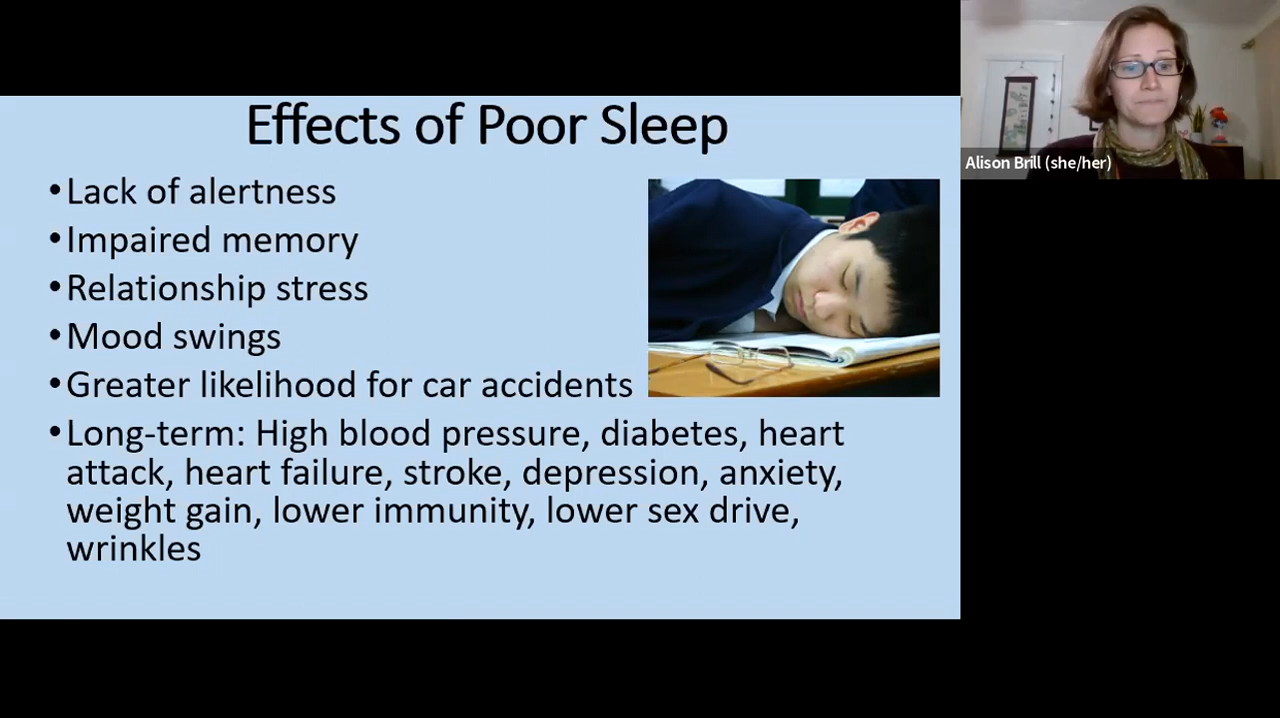 Effects of Poor Sleep
•Lack of alertness
•Impaired memory
•Relationship stress
•Mood swings
•Greater likelihood for car accidents
•Long-term: High blood pressure, diabetes, heart
attack, heart failure, stroke, depression, anxiety,
weight gain, lower immunity, lower sex drive,
wrinkles
Alison Brill (she/her)